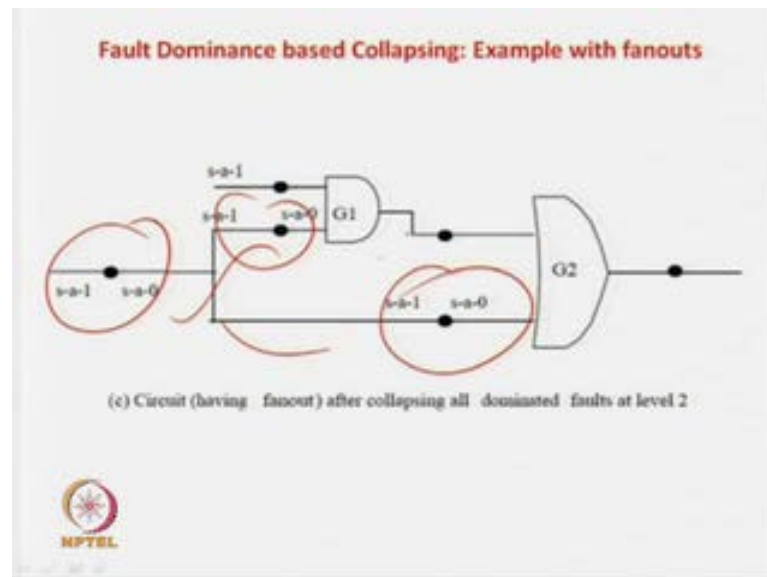 Fault Dominance based Collapsing: Example with fanouts
s-a-1
s-a-1 s-a-0 G1
G2
s-a-1 s-a-0
s-a-1 s-a-0
(c) Circuit (having fanout) after collapsing all dominated faults at level 2
NPTEL